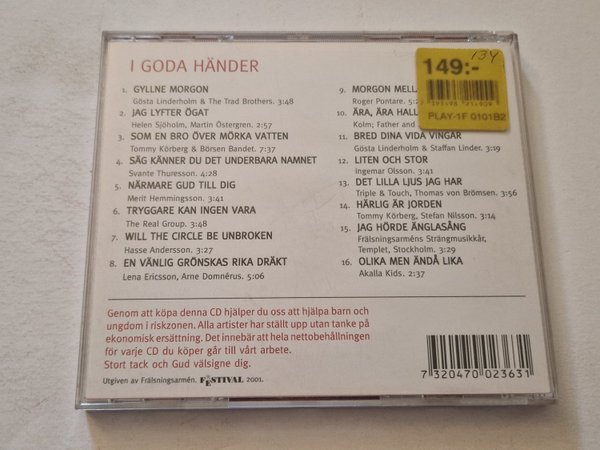 I GODA HÄNDER
1. GYLLNE MORGON
Gösta Linderholm & The Trad Brothers. 3:48
2. JAG LYFTER ÖGAT
Helen Sjöholm, Martin Östergren. 2:57
3. SOM EN BRO ÖVER MÖRKA VATTEN
Tommy Körberg & Börsen Bandet. 7:37
4. SÄG KÄNNER DU DET UNDERBARA NAMNET
Svante Thuresson. 4:28
5. NÄRMARE GUD TILL DIG
Merit Hemmingsson. 3:41
6. TRYGGARE KAN INGEN VARA
The Real Group. 3:48
7. WILL THE CIRCLE BE UNBROKEN
Hasse Andersson. 3:27
8. EN VÄNLIG GRÖNSKAS RIKA DRÄKT
Lena Ericsson, Arne Domnérus. 5:06
9. MORGON MELL
Roger Pontare. 5
10. ÄRA, ÄRA HALL
Kolm; Father and
11. BRED DINA VIDA VINGAR
Gösta Linderholm & Staffan Linder. 3:19
12. LITEN OCH STOR
Ingemar Olsson. 3:41
13. DET LILLA LJUS JAG HAR
Triple & Touch, Thomas von Brömsen. 3:56
14. HÄRLIG ÄR JORDEN
Tommy Körberg, Stefan Nilsson. 3:14
15. JAG HÖRDE ÄNGLASÅNG
Frälsningsarméns Strängmusikkår,
Templet, Stockholm. 3:29
16. OLIKA MEN ÄNDÅ LIKA
Akalla Kids. 2:37
134
149:-
PLAY-1F 0101B2
Genom att köpa denna CD hjälper du oss att hjälpa barn och
ungdom i riskzonen. Alla artister har ställt upp utan tanke på
ekonomisk ersättning. Det innebär att hela nettobehållningen
för varje CD du köper går till vårt arbete.
Stort tack och Gud välsigne dig.
Utgiven av Frälsningsarmén. FESTIVAL 2001.
7 320470 023631